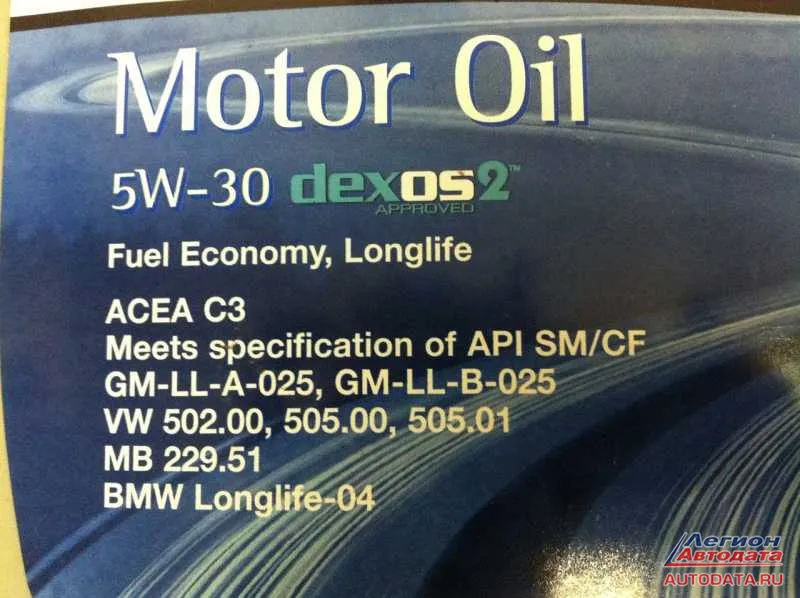 Motor Oil
5W-30 dexos2™
APPROVED
Fuel Economy, Longlife
ACEA C3
Meets specification of API SM/CF
GM-LL-A-025, GM-LL-B-025
VW 502.00, 505.00, 505.01
MB 229.51
BMW Longlife-04
Легион
Автодата
AUTODATA.RU